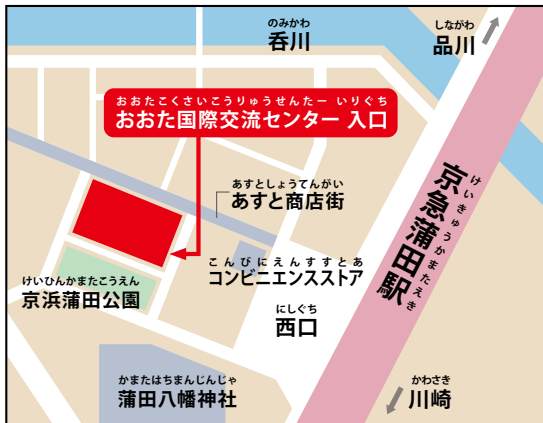 のみかわ
呑川
しながわ
品川
おおたこくさいこうりゅうせんたー いりぐち
おおた国際交流センター 入口
あすとしょうてんがい
あすと商店街
けいきゅうかまたえき
京急蒲田駅
こんびにえんすすとあ
コンビニエンスストア
けいひんかまたこうえん
京浜蒲田公園
にしぐち
西口
かまたはちまんじんじゃ
蒲田八幡神社
かわさき
川崎